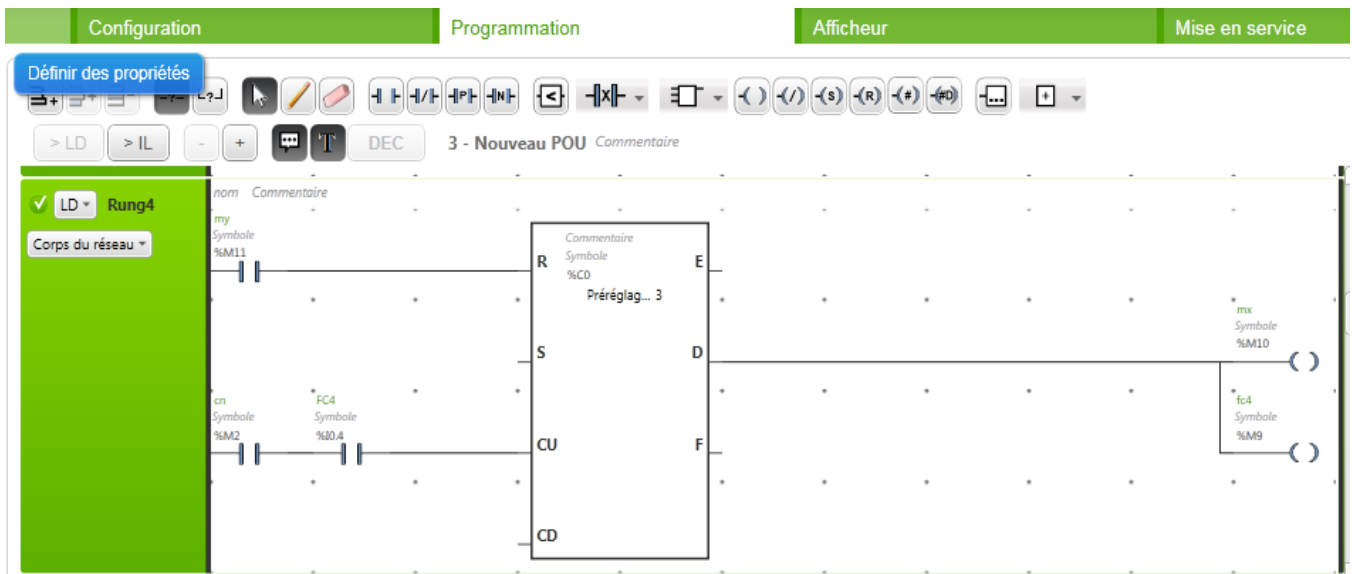 Configuration Programmation Afficheur Mise en service
Définir des propriétés
> LD > IL - + T DEC 3 - Nouveau POU Commentaire
LD Rung4
Corps du réseau
nom Commentaire
my
Symbole
%M11
R
Commentaire
Symbole
%C0
Préréglag... 3
E
S
D
mx
Symbole
%M10
cn
Symbole
%M2
FC4
Symbole
%I0.4
CU
F
fc4
Symbole
%M9
CD